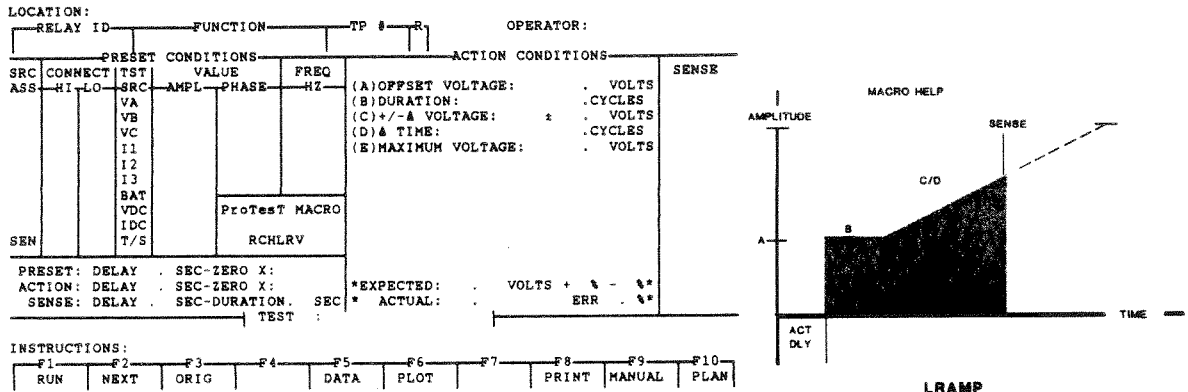 LOCATION:
RELAY ID FUNCTION TP # R OPERATOR:
PRESET CONDITIONS ACTION CONDITIONS
SRC CONNECT TST VALUE FREQ SENSE
ASS HI LO SRC AMPL PHASE HZ (A)OFFSET VOLTAGE: . VOLTS
VA (B)DURATION: .CYCLES
VB (C)+/-Δ VOLTAGE: ± . VOLTS
VC (D)Δ TIME: .CYCLES
I1 (E)MAXIMUM VOLTAGE: . VOLTS
I2
I3
BAT
VDC ProTesT MACRO
IDC
SEN T/S RCHLRV
PRESET: DELAY . SEC-ZERO X:
ACTION: DELAY . SEC-ZERO X: *EXPECTED: . VOLTS + % - %*
SENSE: DELAY . SEC-DURATION. SEC * ACTUAL: . ERR . %*
TEST :
INSTRUCTIONS:
F1 F2 F3 F4 F5 F6 F7 F8 F9 F10
RUN NEXT ORIG DATA PLOT PRINT MANUAL PLAN
MACRO HELP
AMPLITUDE
SENSE
C/D
B
A
TIME
ACT
DLY
LRAMP